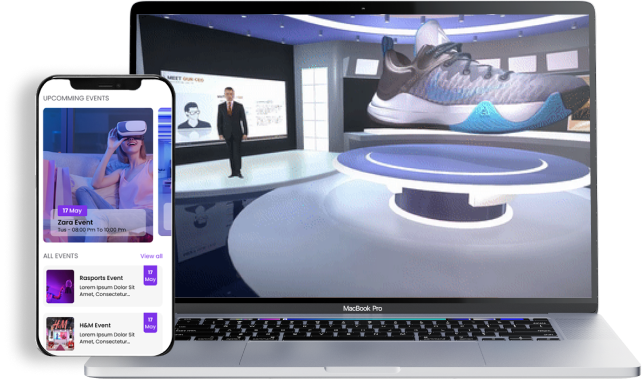 UPCOMMING EVENTS
17 May
Zara Event
Tue - 08:00 Pm To 10:00 Pm
ALL EVENTS
View all
Rasports Event
Lorem Ipsum Dolor Sit
Amet, Consectetur...
17
May
H&M Event
Lorem Ipsum Dolor Sit
Amet, Consectetur...
17
May
MEET OUR CEO
MacBook Pro